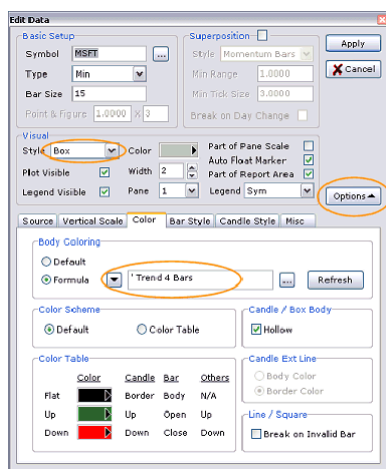 Edit Data
Basic Setup
Symbol MSFT ...
Type Min
Bar Size 15
Point & Figure 1.0000 X 3
Superposition
Style Momentum Bars
Min Range 1.0000
Min Tick Size 3.0000
Break on Day Change
Apply
Cancel
Visual
Style Box Color Part of Pane Scale
Auto Float Marker
Plot Visible Width 2 Part of Report Area
Legend Visible Pane 1 Legend Sym
Options
Source Vertical Scale Color Bar Style Candle Style Misc
Body Coloring
Default
Formula ' Trend 4 Bars ... Refresh
Color Scheme
Default Color Table
Candle / Box Body
Hollow
Color Table
Color Candle Bar Others
Flat Border Body N/A
Up Up Open Up
Down Down Close Down
Candle Ext Line
Body Color
Border Color
Line / Square
Break on Invalid Bar